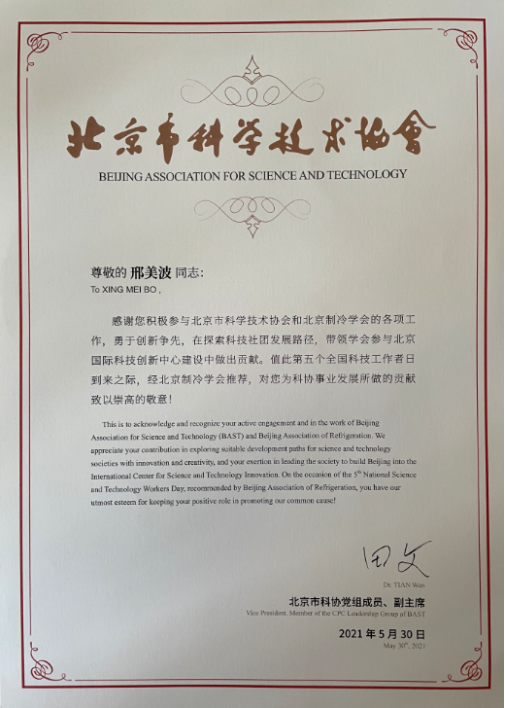 北京市科学技术协会
BEIJING ASSOCIATION FOR SCIENCE AND TECHNOLOGY
尊敬的 邢美波 同志：
To XING MEI BO ,
感谢您积极参与北京市科学技术协会和北京制冷学会的各项工
作，勇于创新争先，在探索科技社团发展路径，带领学会参与北京
国际科技创新中心建设中做出贡献。值此第五个全国科技工作者日
到来之际，经北京制冷学会推荐，对您为科协事业发展所做的贡献
致以崇高的敬意！
This is to acknowledge and recognize your active engagement and in the work of Beijing
Association for Science and Technology (BAST) and Beijing Association of Refrigeration. We
appreciate your contribution in exploring suitable development paths for science and technology
societies with innovation and creativity, and your exertion in leading the society to build Beijing into the
International Center for Science and Technology Innovation. On the occasion of the 5th National Science
and Technology Workers Day, recommended by Beijing Association of Refrigeration, you have our
utmost esteem for keeping your positive role in promoting our common cause!
田文
Dr. TIAN Wen
北京市科协党组成员、副主席
Vice President, Member of the CPC Leadership Group of BAST
2021 年 5 月 30 日
May 30th, 2021